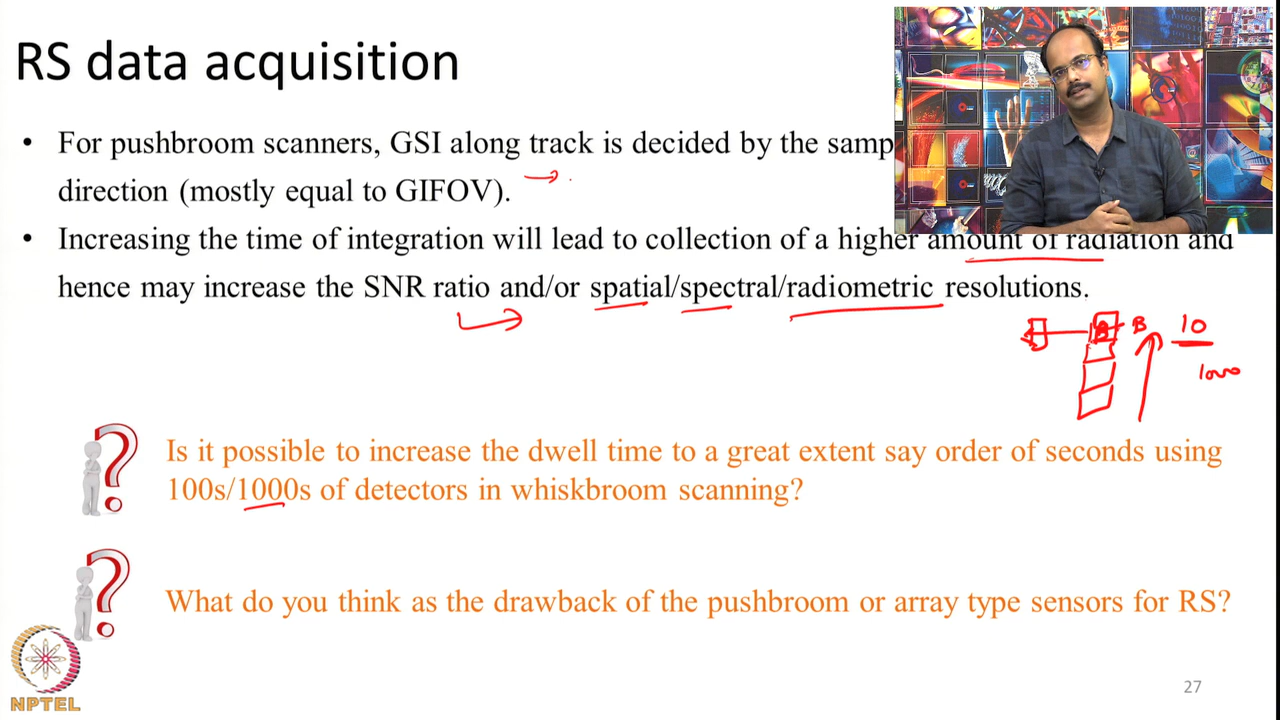 RS data acquisition
• For pushbroom scanners, GSI along track is decided by the samp
direction (mostly equal to GIFOV).
• Increasing the time of integration will lead to collection of a higher amount of radiation and
hence may increase the SNR ratio and/or spatial/spectral/radiometric resolutions.
B 10
1000
Is it possible to increase the dwell time to a great extent say order of seconds using
100s/1000s of detectors in whiskbroom scanning?
What do you think as the drawback of the pushbroom or array type sensors for RS?
NPTEL
27